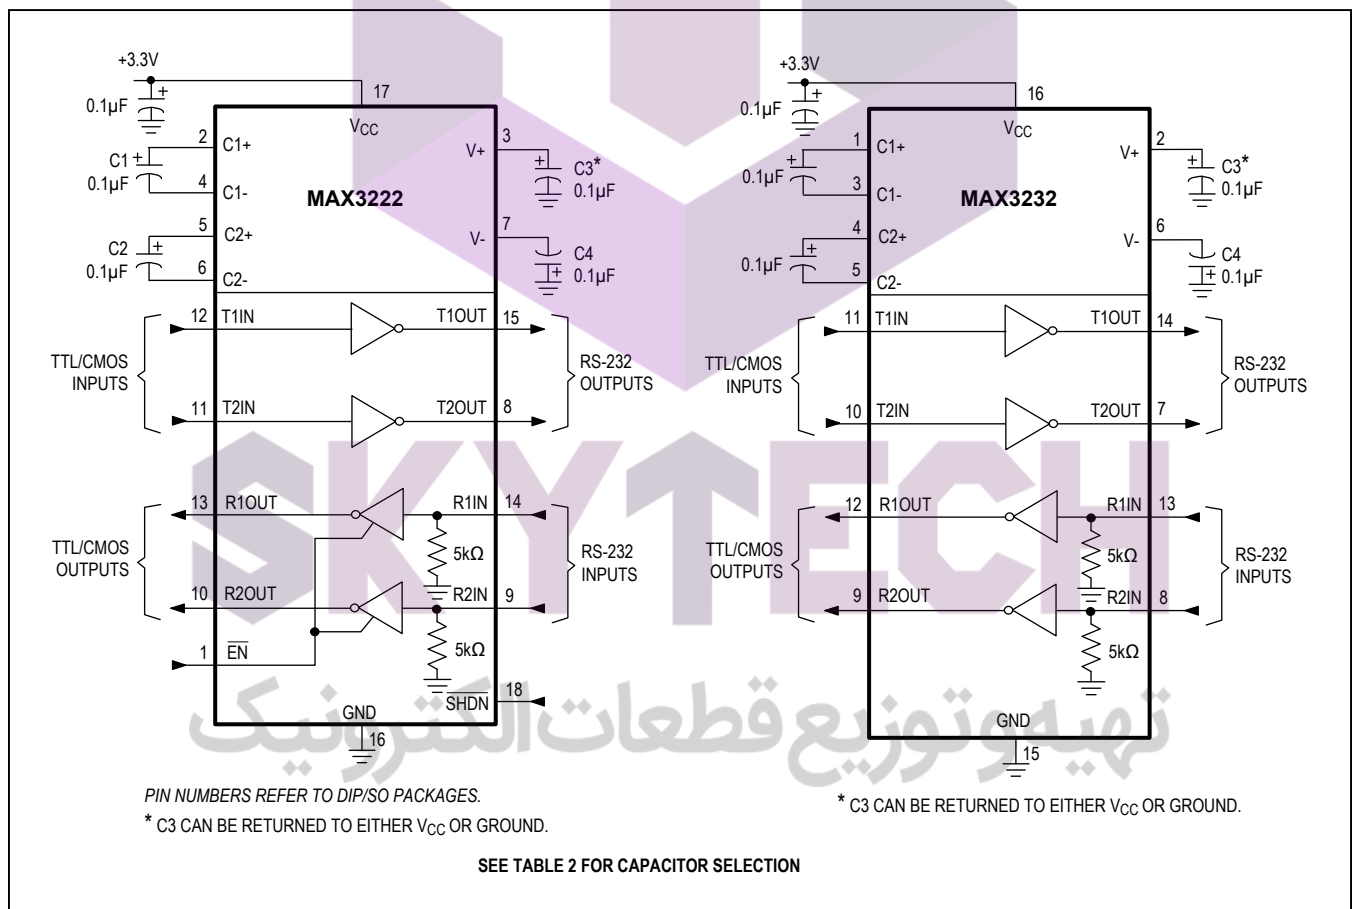 +3.3V
0.1µF
17
VCC
2
C1+
C1
0.1µF
4
C1-
5
C2+
C2
0.1µF
6
C2-
MAX3222
3
V+
C3*
0.1µF
7
V-
C4
0.1µF
12
T1IN
T1OUT
15
TTL/CMOS
INPUTS
RS-232
OUTPUTS
11
T2IN
T2OUT
8
13
R1OUT
R1IN
14
5kΩ
TTL/CMOS
OUTPUTS
RS-232
INPUTS
10
R2OUT
R2IN
9
5kΩ
1
EN
SHDN
18
GND
16
PIN NUMBERS REFER TO DIP/SO PACKAGES.
* C3 CAN BE RETURNED TO EITHER VCC OR GROUND.
+3.3V
0.1µF
16
VCC
1
C1+
0.1µF
3
C1-
4
C2+
0.1µF
5
C2-
MAX3232
2
V+
C3*
0.1µF
6
V-
C4
0.1µF
11
T1IN
T1OUT
14
TTL/CMOS
INPUTS
RS-232
OUTPUTS
10
T2IN
T2OUT
7
12
R1OUT
R1IN
13
5kΩ
TTL/CMOS
OUTPUTS
RS-232
INPUTS
9
R2OUT
R2IN
8
5kΩ
GND
15
* C3 CAN BE RETURNED TO EITHER VCC OR GROUND.
SEE TABLE 2 FOR CAPACITOR SELECTION
SKYTECH
تهیه و توزیع قطعات الکترونیک